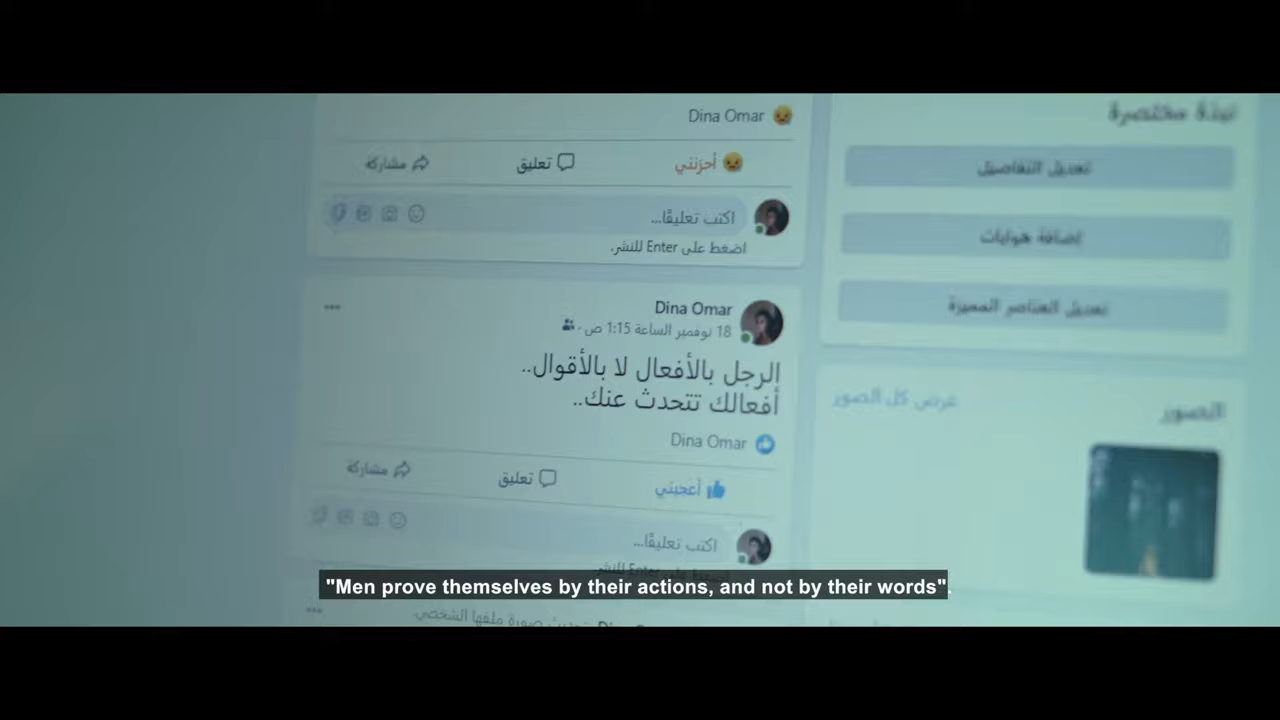 Dina Omar
أحزنني
تعليق
مشاركة
اكتب تعليقًا...
اضغط على Enter للنشر.
Dina Omar
18 نوفمبر الساعة 1:15 ص
الرجل بالأفعال لا بالأقوال..
أفعالك تتحدث عنك..
Dina Omar
أعجبني
تعليق
مشاركة
اكتب تعليقًا...
نبذة مختصرة
تعديل التفاصيل
إضافة هوايات
تعديل العناصر المميزة
الصور
عرض كل الصور
"Men prove themselves by their actions, and not by their words"